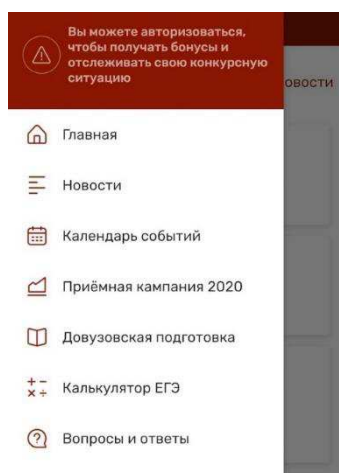 Вы можете авторизоваться,
чтобы получать бонусы и
отслеживать свою конкурсную
ситуацию
овости
Главная
Новости
Календарь событий
Приёмная кампания 2020
Довузовская подготовка
Калькулятор ЕГЭ
Вопросы и ответы